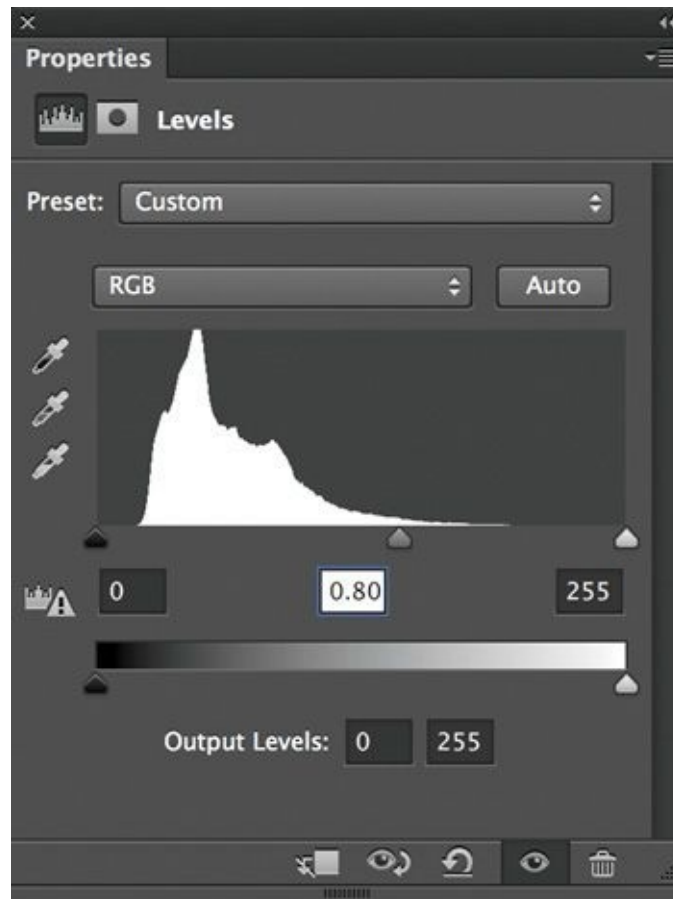 Properties
Levels
Preset: Custom
RGB Auto
0 0.80 255
Output Levels: 0 255